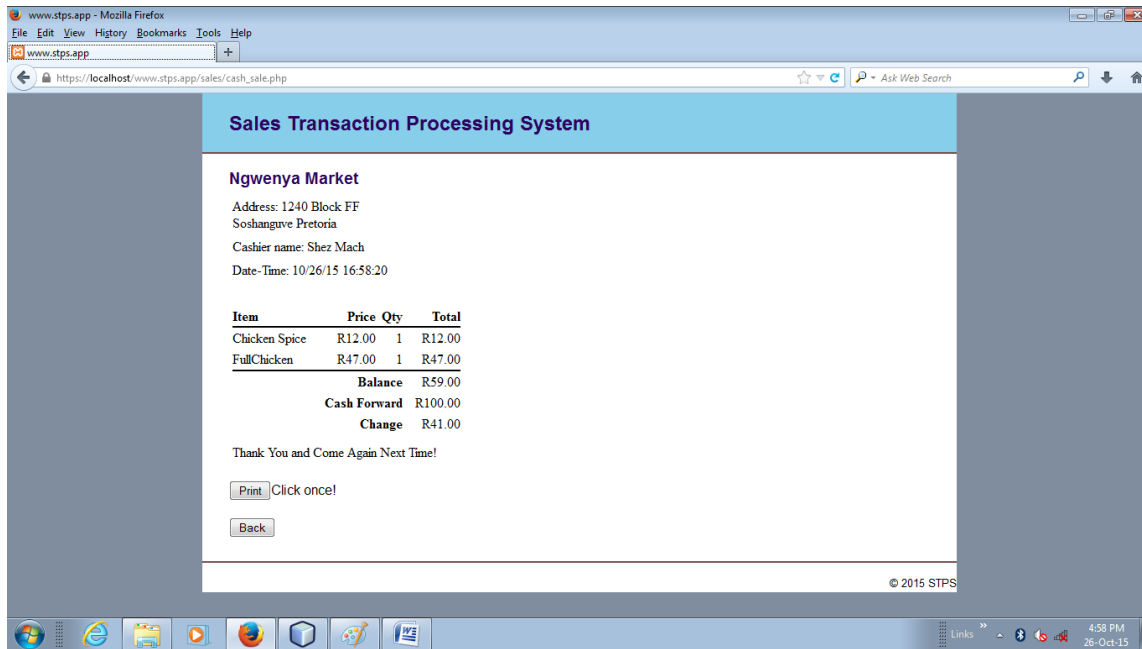 www.stps.app - Mozilla Firefox
File Edit View History Bookmarks Tools Help
www.stps.app +
https://localhost/www.stps.app/sales/cash_sale.php Ask Web Search
Sales Transaction Processing System
Ngwenya Market
Address: 1240 Block FF
Soshanguve Pretoria
Cashier name: Shez Mach
Date-Time: 10/26/15 16:58:20
Item Price Qty Total
Chicken Spice R12.00 1 R12.00
FullChicken R47.00 1 R47.00
Balance R59.00
Cash Forward R100.00
Change R41.00
Thank You and Come Again Next Time!
Print Click once!
Back
© 2015 STPS
Links » 4:58 PM
26-Oct-15